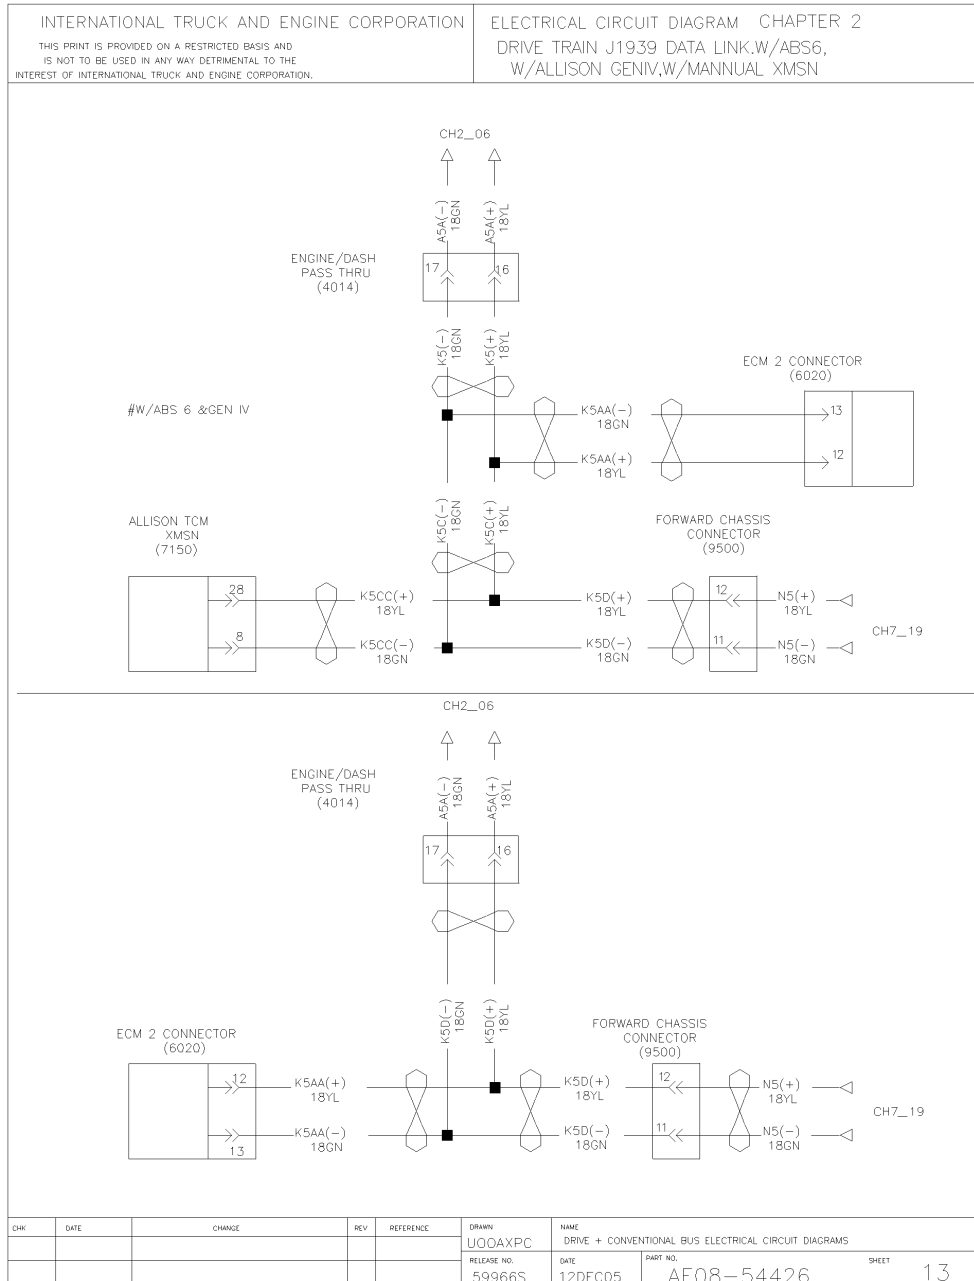 INTERNATIONAL TRUCK AND ENGINE CORPORATION
THIS PRINT IS PROVIDED ON A RESTRICTED BASIS AND
IS NOT TO BE USED IN ANY WAY DETRIMENTAL TO THE
INTEREST OF INTERNATIONAL TRUCK AND ENGINE CORPORATION.
ELECTRICAL CIRCUIT DIAGRAM CHAPTER 2
DRIVE TRAIN J1939 DATA LINK.W/ABS6,
W/ALLISON GENIV,W/MANNUAL XMSN
CH2_06
A5A(-)
18GN
A5A(+)
18YL
ENGINE/DASH
PASS THRU
(4014)
17
16
K5(-)
18GN
K5(+)
18YL
ECM 2 CONNECTOR
(6020)
#W/ABS 6 &GEN IV
K5AA(-)
18GN
13
K5AA(+)
18YL
12
K5C(-)
18GN
K5C(+)
18YL
ALLISON TCM
XMSN
(7150)
FORWARD CHASSIS
CONNECTOR
(9500)
28
K5CC(+)
18YL
K5D(+)
18YL
12
N5(+)
18YL
8
K5CC(-)
18GN
K5D(-)
18GN
11
N5(-)
18GN
CH7_19
CH2_06
ENGINE/DASH
PASS THRU
(4014)
A5A(-)
18GN
A5A(+)
18YL
17
16
K5D(-)
18GN
K5D(+)
18YL
ECM 2 CONNECTOR
(6020)
FORWARD CHASSIS
CONNECTOR
(9500)
12
K5AA(+)
18YL
K5D(+)
18YL
12
N5(+)
18YL
13
K5AA(-)
18GN
K5D(-)
18GN
11
N5(-)
18GN
CH7_19
CHK DATE CHANGE REV REFERENCE
DRAWN
UOOAXPC
NAME
DRIVE + CONVENTIONAL BUS ELECTRICAL CIRCUIT DIAGRAMS
RELEASE NO.
59966S
DATE
12DEC05
PART NO.
AE08-54426
SHEET
13